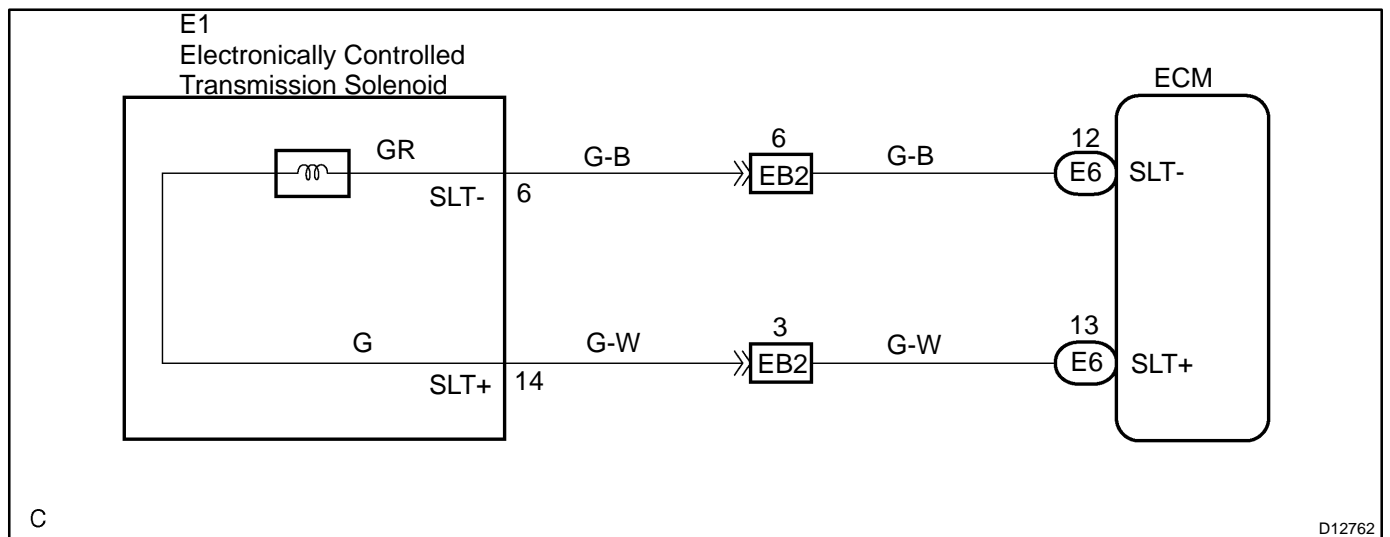 E1
Electronically Controlled
Transmission Solenoid
ECM
GR
G-B
6
EB2
G-B
12
E6
SLT-
SLT-
6
G
G-W
3
EB2
G-W
13
E6
SLT+
SLT+
14
C
D12762